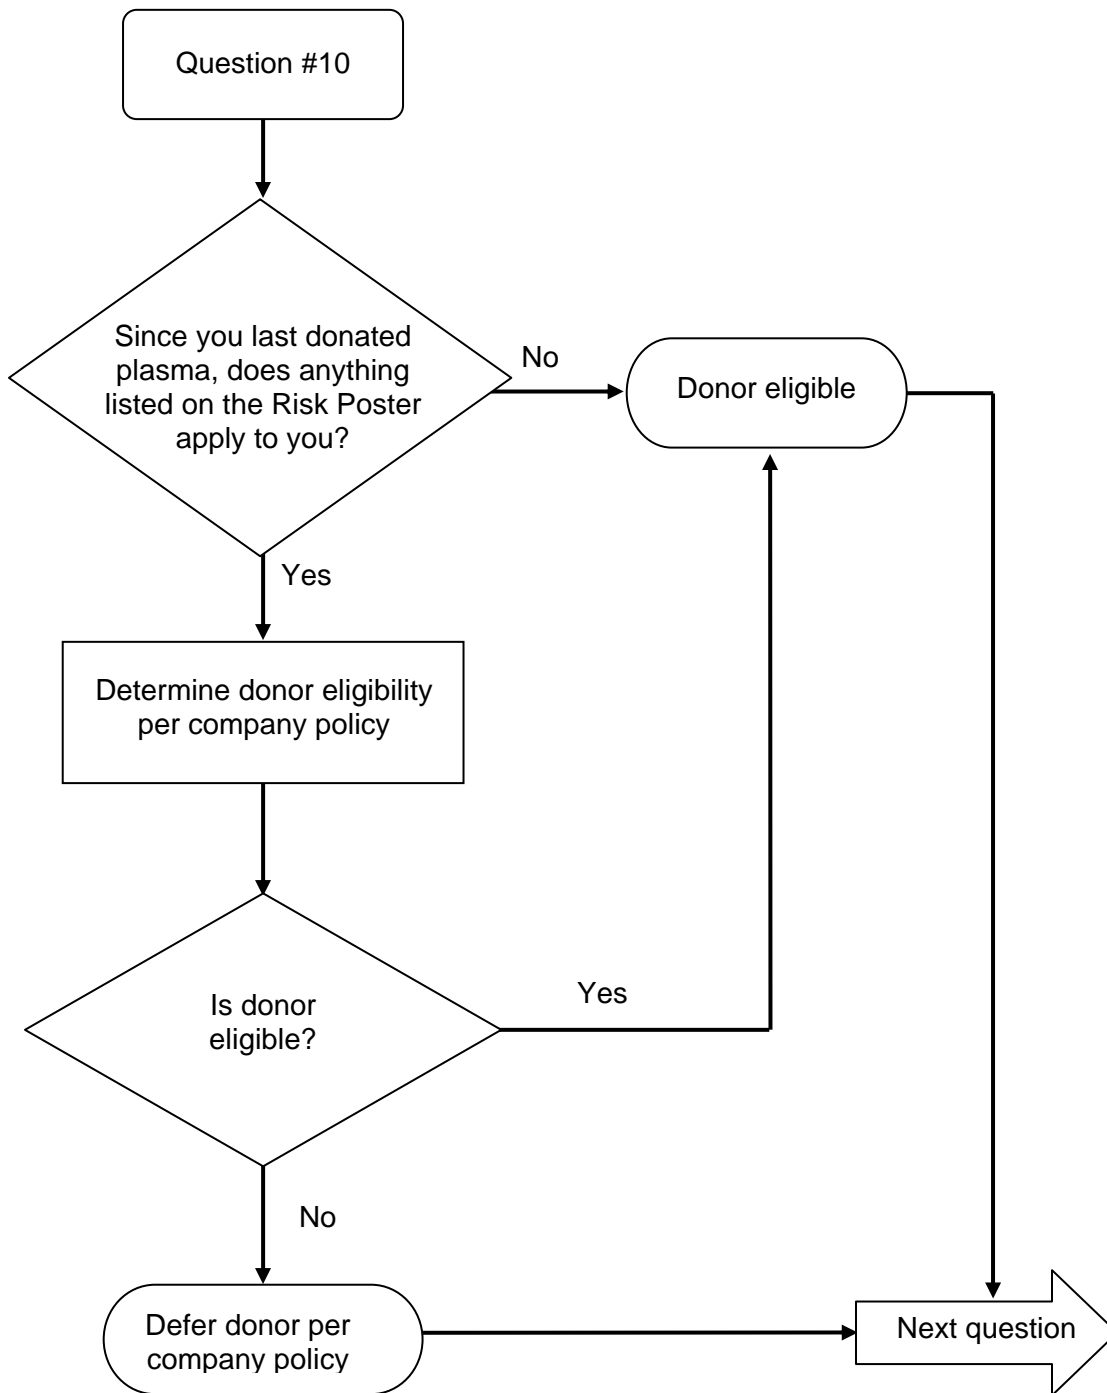 Question #10
Since you last donated
plasma, does anything
listed on the Risk Poster
apply to you?
No
Donor eligible
Yes
Determine donor eligibility
per company policy
Is donor
eligible?
Yes
No
Defer donor per
company policy
Next question